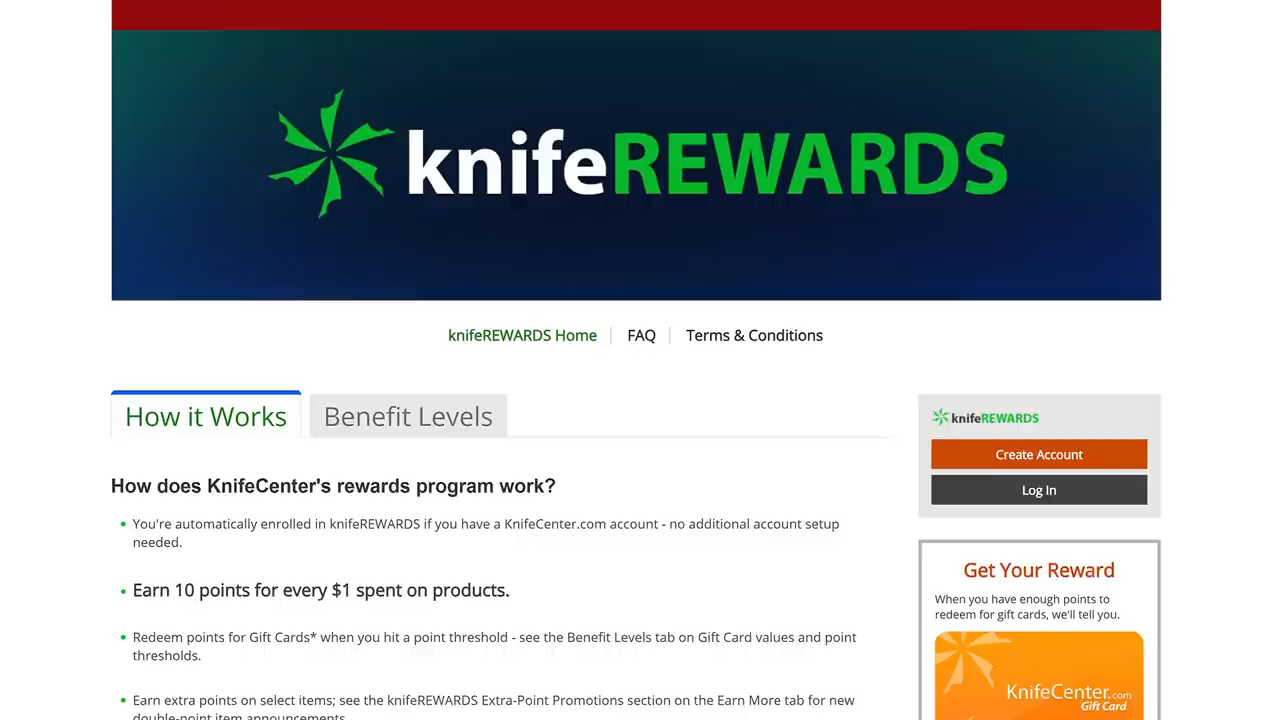 knifeREWARDS
knifeREWARDS Home
FAQ
Terms & Conditions
How it Works
Benefit Levels
How does KnifeCenter's rewards program work?
You're automatically enrolled in knifeREWARDS if you have a KnifeCenter.com account - no additional account setup
needed.
Earn 10 points for every $1 spent on products.
Redeem points for Gift Cards* when you hit a point threshold - see the Benefit Levels tab on Gift Card values and point
thresholds.
Earn extra points on select items; see the knifeREWARDS Extra-Point Promotions section on the Earn More tab for new
double-point item announcements.
knifeREWARDS
Create Account
Log In
Get Your Reward
When you have enough points to
redeem for gift cards, we'll tell you.
KnifeCenter.com
Gift Card